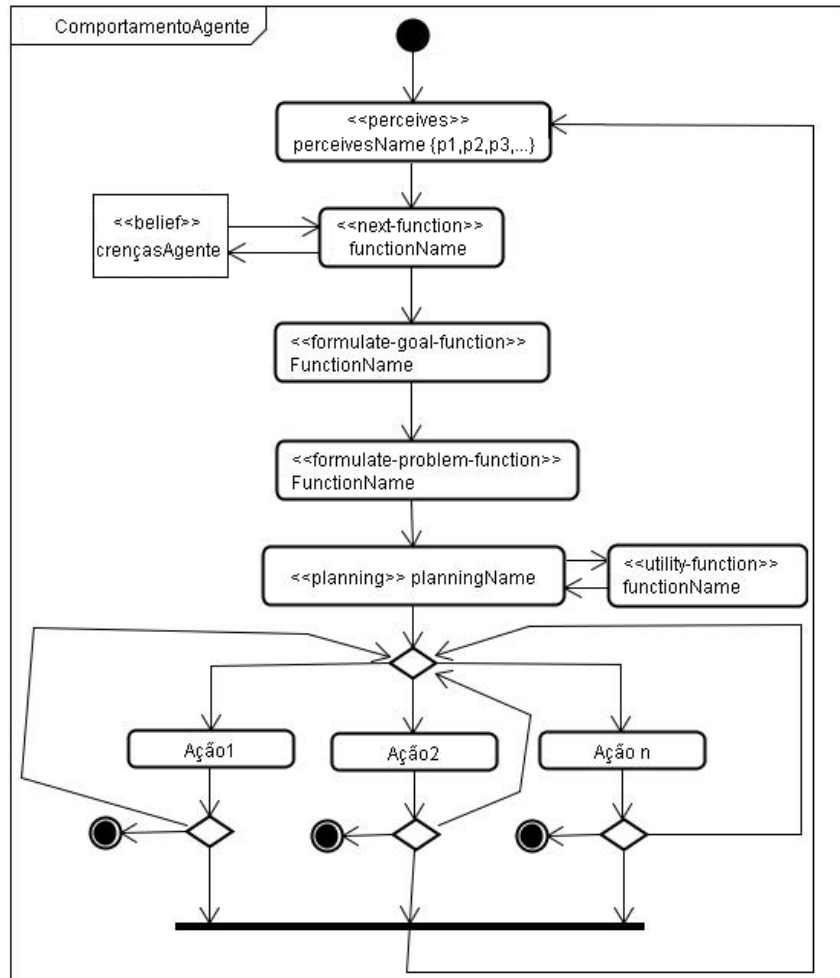 ComportamentoAgente
<<perceives>>
perceivesName {p1,p2,p3,...}
<<belief>>
crençasAgente
<<next-function>>
functionName
<<formulate-goal-function>>
FunctionName
<<formulate-problem-function>>
FunctionName
<<planning>> planningName
<<utility-function>>
functionName
Ação1
Ação2
Ação n